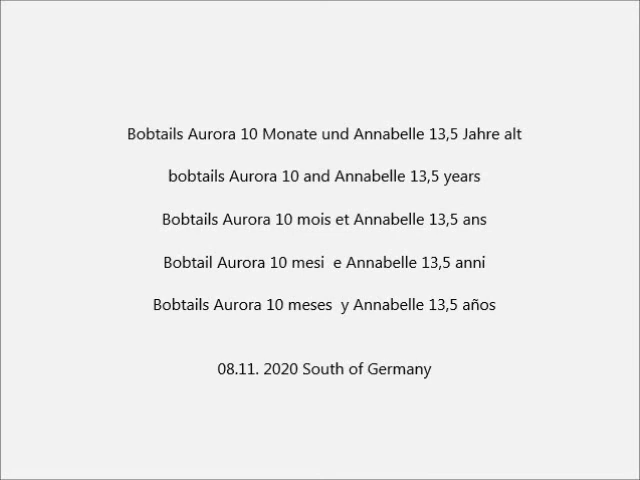 Bobtails Aurora 10 Monate und Annabelle 13,5 Jahre alt
bobtails Aurora 10 and Annabelle 13,5 years
Bobtails Aurora 10 mois et Annabelle 13,5 ans
Bobtail Aurora 10 mesi  e Annabelle 13,5 anni
Bobtails Aurora 10 meses  y Annabelle 13,5 años
08.11. 2020 South of Germany